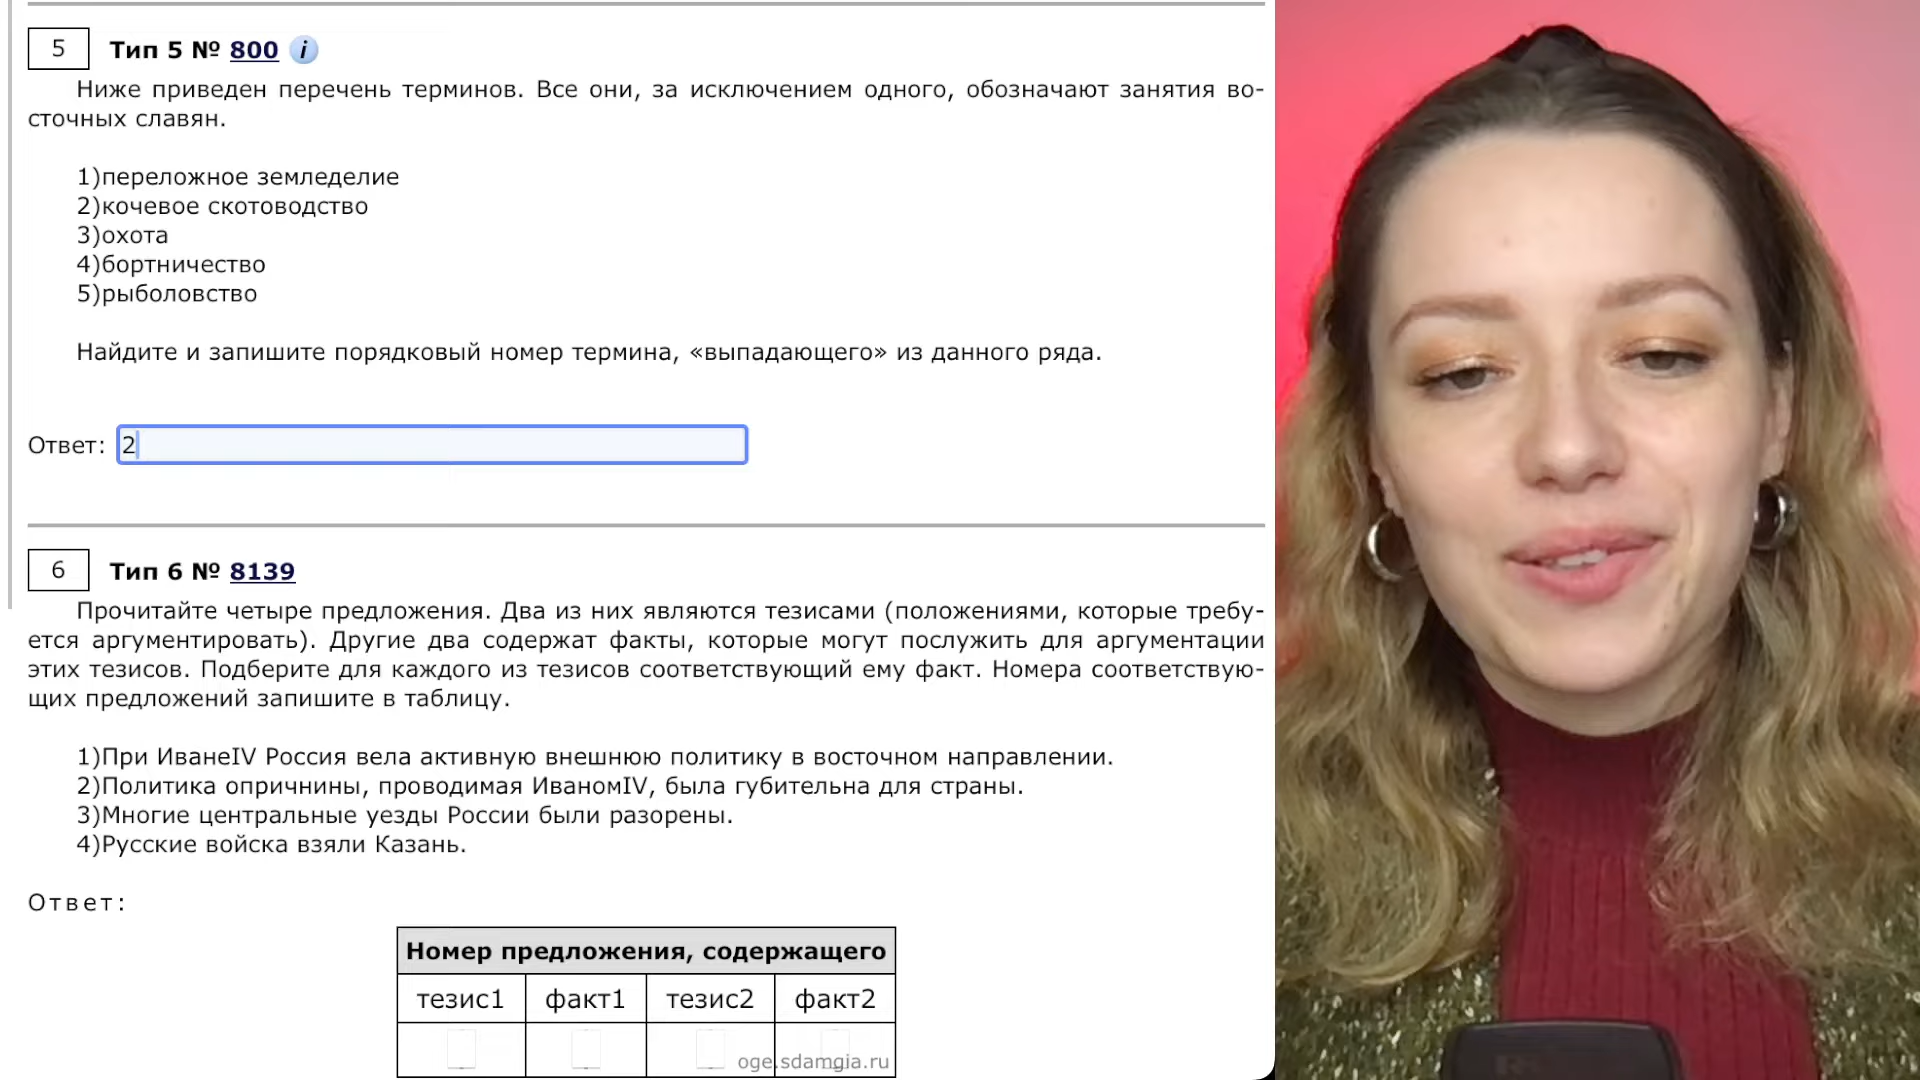 5
Тип 5 № 800 i
Ниже приведен перечень терминов. Все они, за исключением одного, обозначают занятия во-
сточных славян.
1)переложное земледелие
2)кочевое скотоводство
3)охота
4)бортничество
5)рыболовство
Найдите и запишите порядковый номер термина, «выпадающего» из данного ряда.
Ответ: 2
6
Тип 6 № 8139
Прочитайте четыре предложения. Два из них являются тезисами (положениями, которые требу-
ется аргументировать). Другие два содержат факты, которые могут послужить для аргументации
этих тезисов. Подберите для каждого из тезисов соответствующий ему факт. Номера соответствую-
щих предложений запишите в таблицу.
1)При ИванеIV Россия вела активную внешнюю политику в восточном направлении.
2)Политика опричнины, проводимая ИваномIV, была губительна для страны.
3)Многие центральные уезды России были разорены.
4)Русские войска взяли Казань.
Ответ:
Номер предложения, содержащего
тезис1 факт1 тезис2 факт2
oge.sdamgia.ru